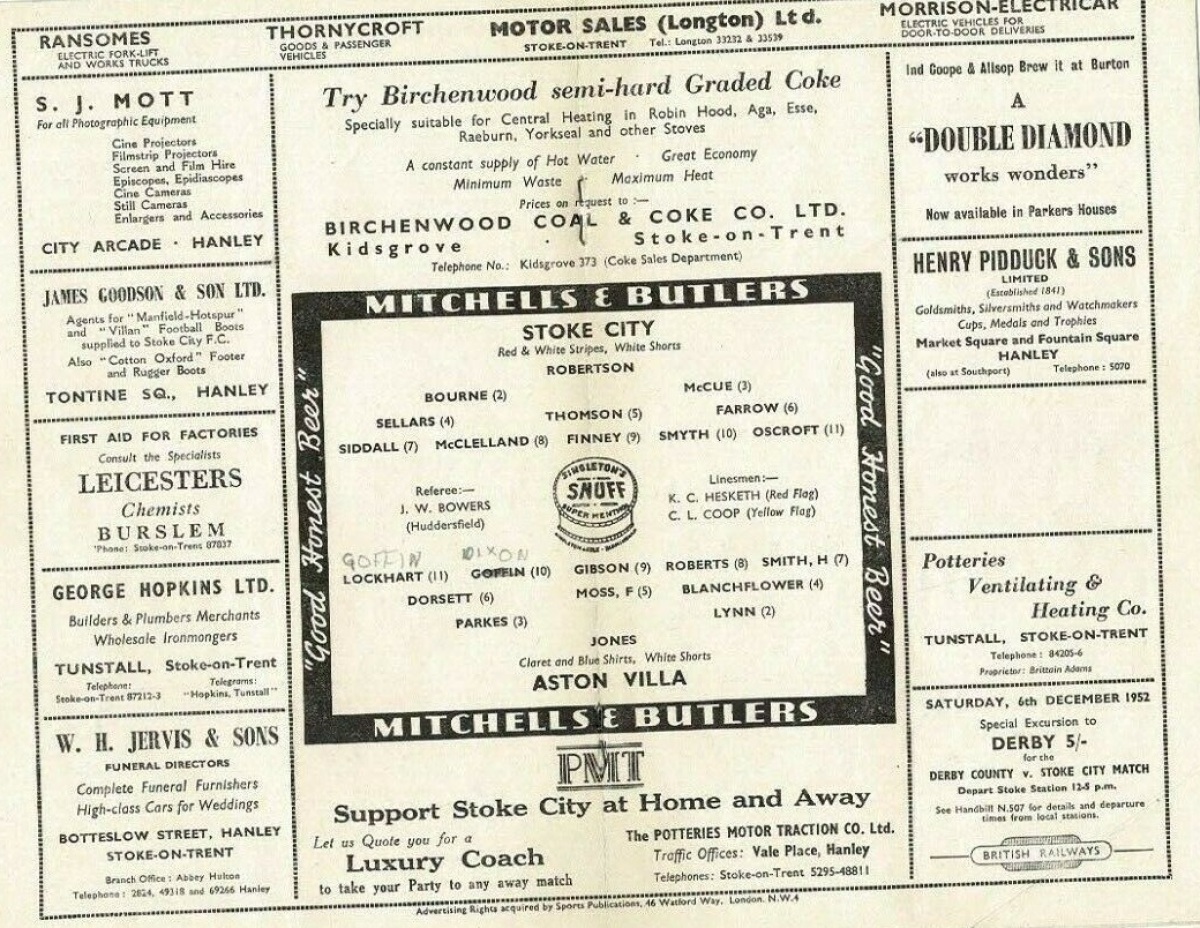 RANSOMES
ELECTRIC FORK-LIFT
AND WORKS TRUCKS
THORNYCROFT
GOODS & PASSENGER
VEHICLES
MOTOR SALES (Longton) Ltd.
STOKE-ON-TRENT Tel.: Longton 33232 & 33539
MORRISON-ELECTRICAR
ELECTRIC VEHICLES FOR
DOOR-TO-DOOR DELIVERIES
S. J. MOTT
For all Photographic Equipment
Cine Projectors
Filmstrip Projectors
Screen and Film Hire
Episcopes, Epidiascopes
Cine Cameras
Still Cameras
Enlargers and Accessories
CITY ARCADE · HANLEY
JAMES GOODSON & SON LTD.
Agents for "Manfield-Hotspur"
and "Villan" Football Boots
supplied to Stoke City F.C.
Also "Cotton Oxford" Footer
and Rugger Boots
TONTINE SQ., HANLEY
FIRST AID FOR FACTORIES
Consult the Specialists
LEICESTERS
Chemists
BURSLEM
'Phone: Stoke-on-Trent 87037
GEORGE HOPKINS LTD.
Builders & Plumbers Merchants
Wholesale Ironmongers
TUNSTALL, Stoke-on-Trent
Telephone: Telegrams:
Stoke-on-Trent 87212-3 "Hopkins, Tunstall"
W. H. JERVIS & SONS
FUNERAL DIRECTORS
Complete Funeral Furnishers
High-class Cars for Weddings
BOTTESLOW STREET, HANLEY
STOKE-ON-TRENT
Branch Office: Abbey Hulton
Telephone: 2824, 49318 and 69266 Hanley
Try Birchenwood semi-hard Graded Coke
Specially suitable for Central Heating in Robin Hood, Aga, Esse,
Raeburn, Yorkseal and other Stoves
A constant supply of Hot Water · Great Economy
Minimum Waste Maximum Heat
Prices on request to :—
BIRCHENWOOD COAL & COKE CO. LTD.
Kidsgrove · Stoke-on-Trent
Telephone No.: Kidsgrove 373 (Coke Sales Department)
MITCHELLS & BUTLERS
"Good Honest Beer"
STOKE CITY
Red & White Stripes, White Shorts
ROBERTSON
BOURNE (2) McCUE (3)
SELLARS (4) THOMSON (5) FARROW (6)
SIDDALL (7) McCLELLAND (8) FINNEY (9) SMYTH (10) OSCROFT (11)
Referee:—
J. W. BOWERS
(Huddersfield)
SINGLETON'S
SNUFF
SUPER MENTHOL
Linesmen:—
K. C. HESKETH (Red Flag)
C. L. COOP (Yellow Flag)
GOFFIN DIXON
LOCKHART (11) GOFFIN (10) GIBSON (9) ROBERTS (8) SMITH, H (7)
DORSETT (6) MOSS, F (5) BLANCHFLOWER (4)
PARKES (3) LYNN (2)
JONES
Claret and Blue Shirts, White Shorts
ASTON VILLA
"Good Honest Beer"
MITCHELLS & BUTLERS
PMT
Support Stoke City at Home and Away
Let us Quote you for a
Luxury Coach
to take your Party to any away match
The POTTERIES MOTOR TRACTION CO. Ltd.
Traffic Offices: Vale Place, Hanley
Telephones: Stoke-on-Trent 5295-48811
Ind Coope & Allsop Brew it at Burton
A
"DOUBLE DIAMOND
works wonders"
Now available in Parkers Houses
HENRY PIDDUCK & SONS
LIMITED
(Established 1841)
Goldsmiths, Silversmiths and Watchmakers
Cups, Medals and Trophies
Market Square and Fountain Square
HANLEY
(also at Southport) Telephone: 5070
Potteries
Ventilating &
Heating Co.
TUNSTALL, STOKE-ON-TRENT
Telephone: 84205-6
Proprietor: Brittain Adams
SATURDAY, 6th DECEMBER 1952
Special Excursion to
DERBY 5/-
for the
DERBY COUNTY v. STOKE CITY MATCH
Depart Stoke Station 12-5 p.m.
See Handbill N.507 for details and departure
times from local stations.
BRITISH RAILWAYS
Advertising Rights acquired by Sports Publications, 46 Watford Way, London. N.W.4